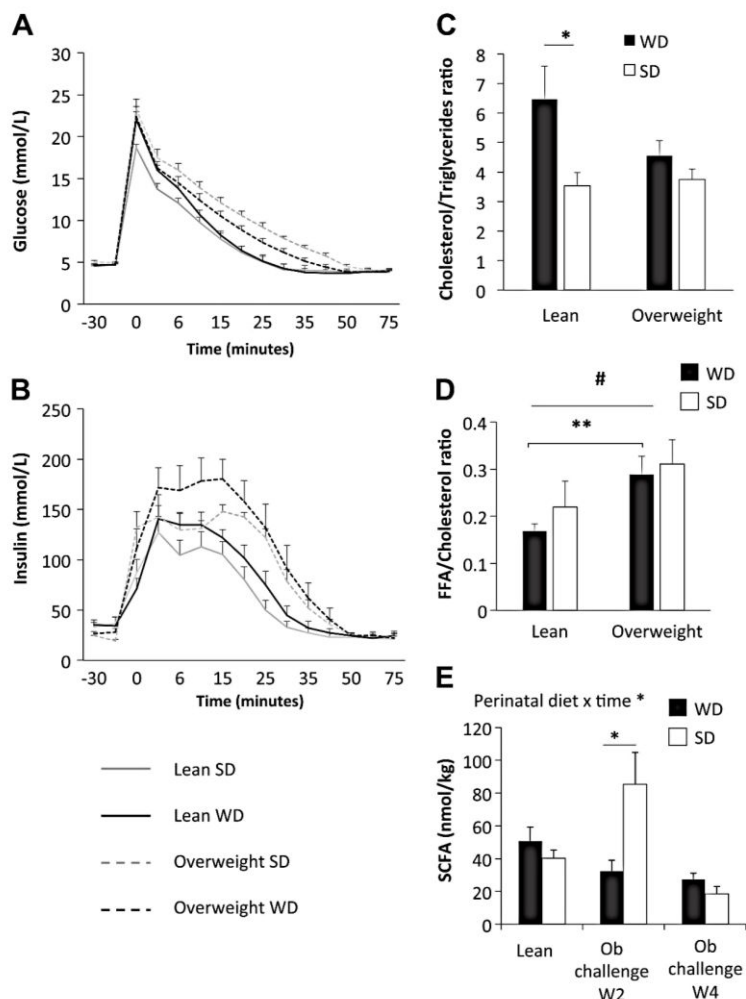 A
Glucose (mmol/L)
30
25
20
15
10
5
0
-30 0 6 15 25 35 50 75
Time (minutes)
B
Insulin (mmol/L)
250
200
150
100
50
0
-30 0 6 15 25 35 50 75
Time (minutes)
Lean SD
Lean WD
Overweight SD
Overweight WD
C
WD
SD
*
Cholesterol/Triglycerides ratio
8
7
6
5
4
3
2
1
0
Lean Overweight
D
WD
SD
#
**
FFA/Cholesterol ratio
0.4
0.3
0.2
0.1
0
Lean Overweight
E
Perinatal diet x time *
WD
SD
*
SCFA (nmol/kg)
120
100
80
60
40
20
0
Lean Ob Ob
challenge challenge
W2 W4